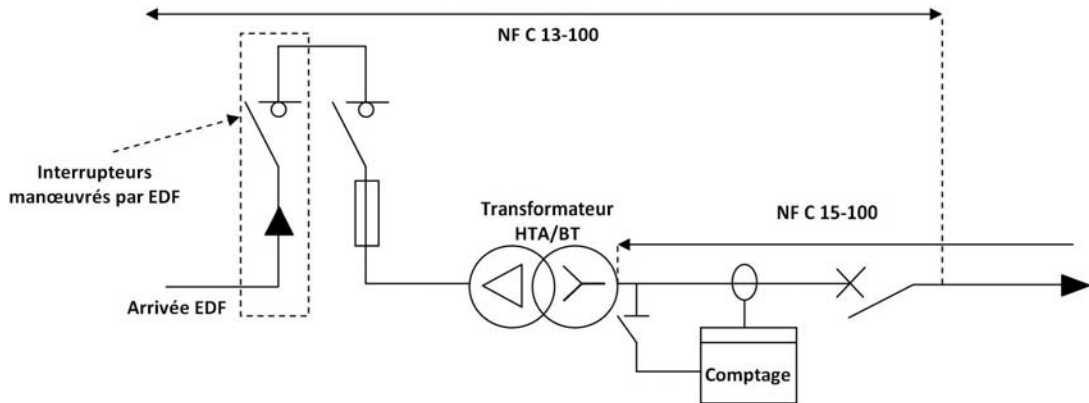 NF C 13-100
Interrupteurs
manœuvrés par EDF
Transformateur
HTA/BT
NF C 15-100
Arrivée EDF
Comptage